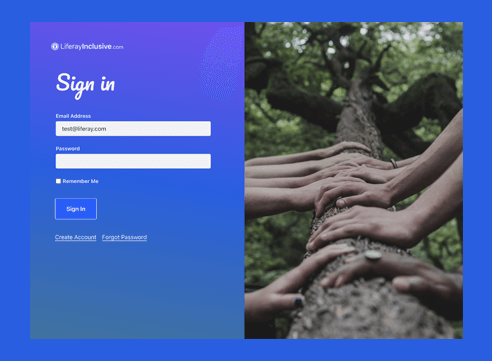 LiferayInclusive.com
Sign in
Email Address
test@liferay.com
Password
Remember Me
Sign In
Create Account Forgot Password